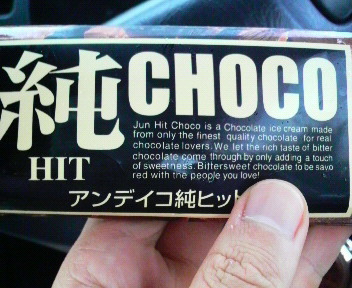 純 CHOCO
HIT
Jun Hit Choco is a Chocolate ice cream made
from only the finest quality chocolate for real
chocolate lovers. We let the rich taste of bitter
chocolate come through by only adding a touch
of sweetness. Bittersweet chocolate to be savo
red with the people you love!
アンデイコ純ヒット